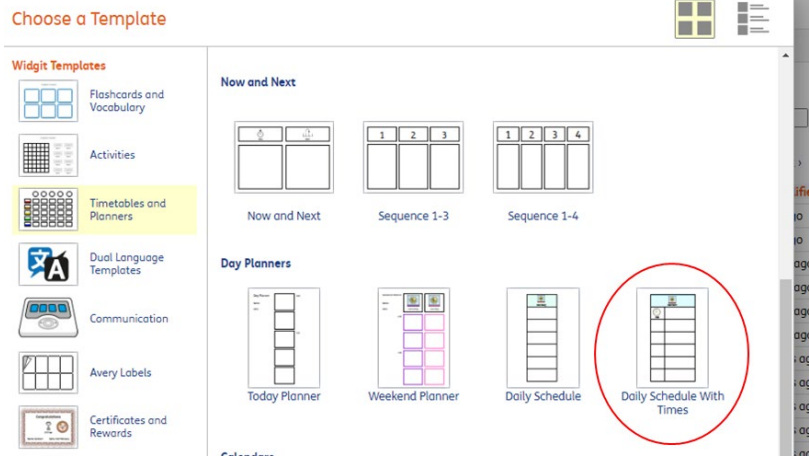 Choose a Template
Widgit Templates
Flashcards and
Vocabulary
Activities
Timetables and
Planners
Dual Language
Templates
Communication
Avery Labels
Certificates and
Rewards
Now and Next
1 2 3
1 2 3 4
Now and Next
Sequence 1-3
Sequence 1-4
Day Planners
Today Planner
Weekend Planner
Daily Schedule
Daily Schedule With
Times
Calendars